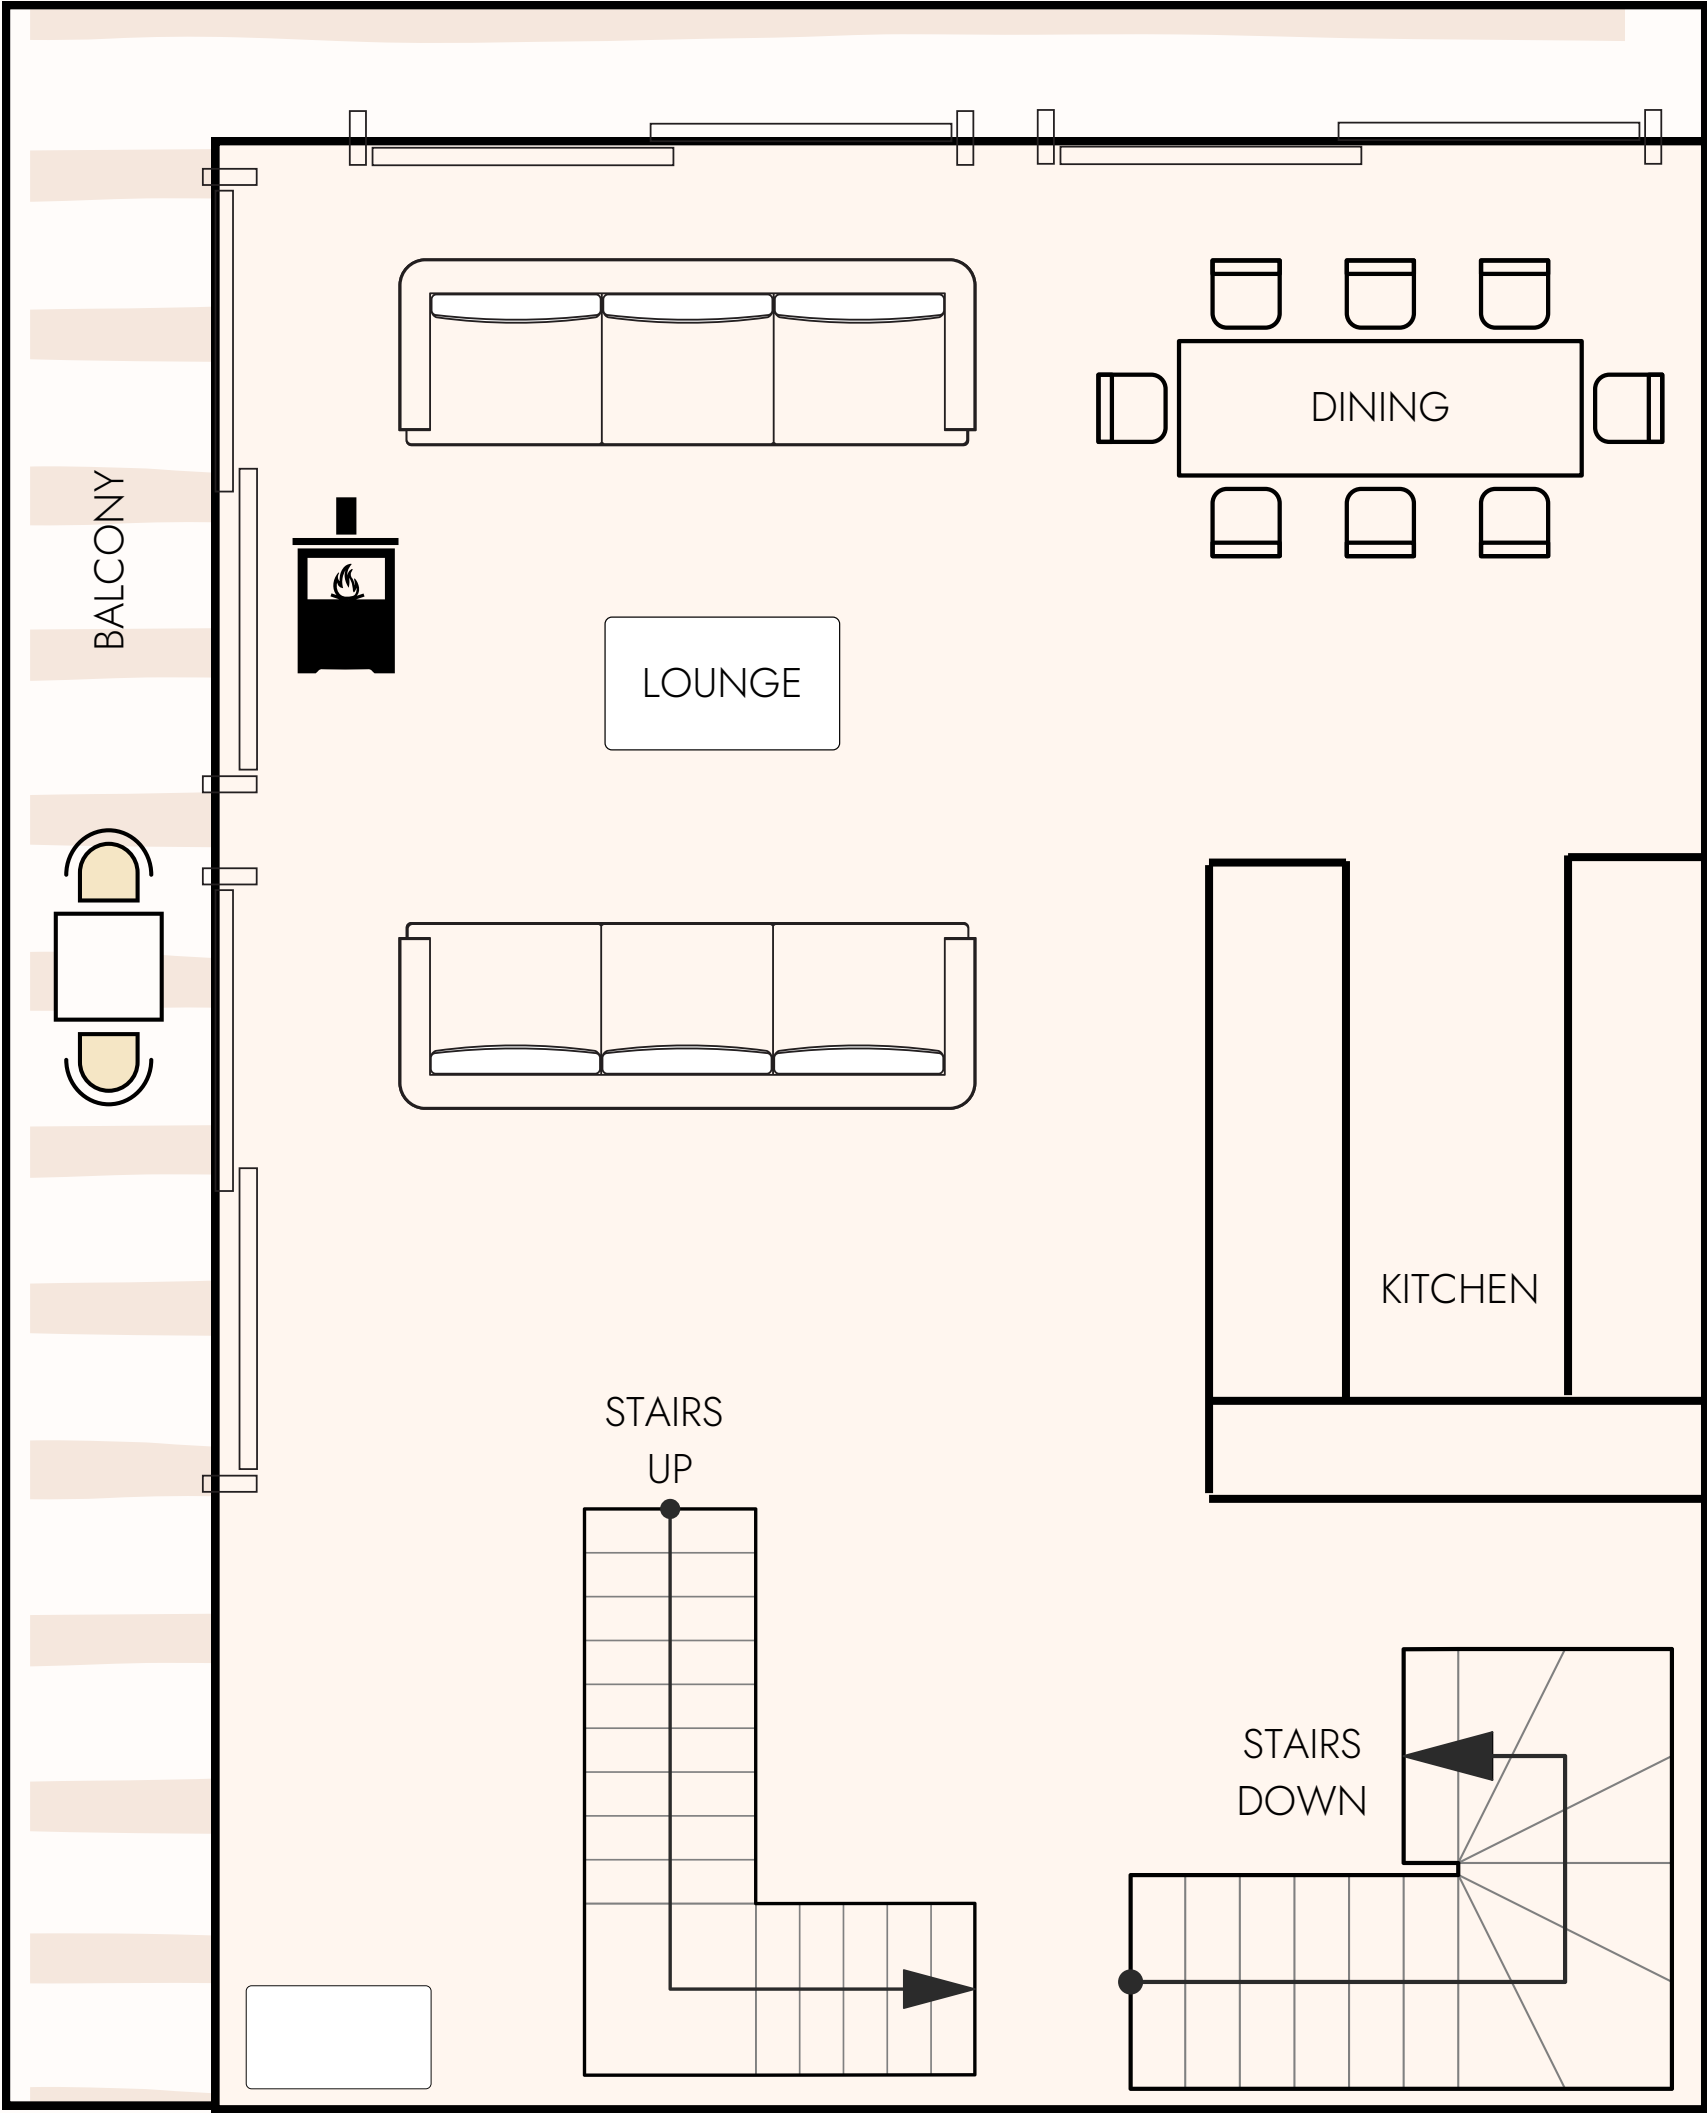 DINING
BALCONY
LOUNGE
KITCHEN
STAIRS
UP
STAIRS
DOWN